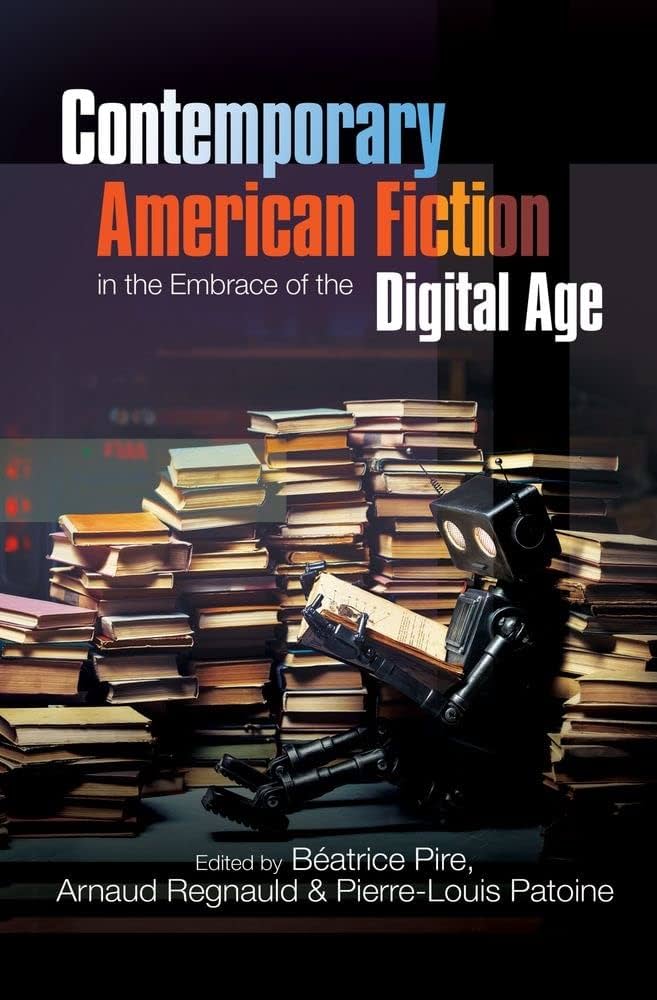 Contemporary
American Fiction
in the Embrace of the Digital Age
Edited by Béatrice Pire,
Arnaud Regnauld & Pierre-Louis Patoine